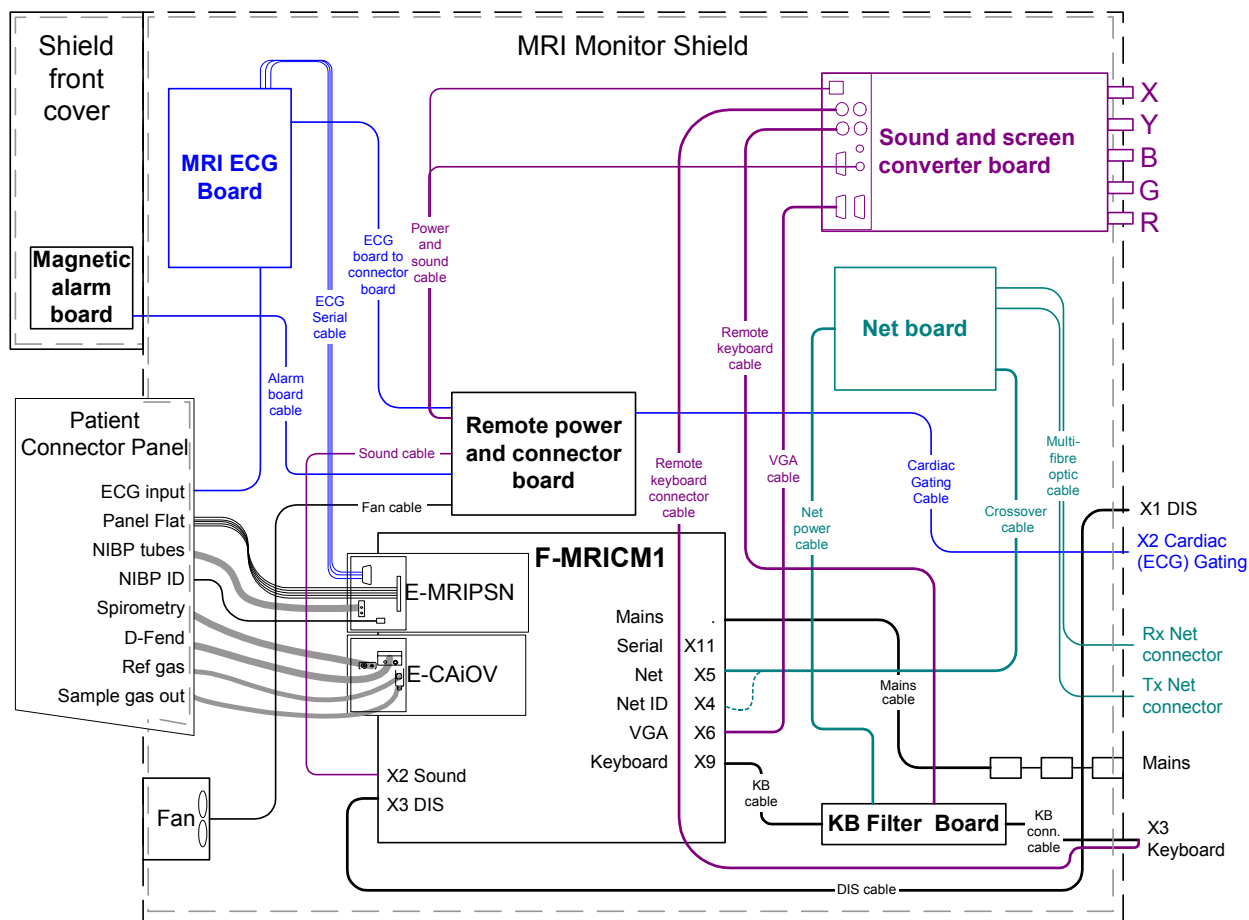 MRI Monitor Shield
Shield
front
cover
MRI ECG
Board
Magnetic
alarm
board
Sound and screen
converter board
X
Y
B
G
R
Power
and
sound
cable
ECG
board to
connector
board
ECG
Serial
cable
Alarm
board
cable
Net board
Remote
keyboard
cable
Remote power
and connector
board
Sound cable
Fan cable
Remote
keyboard
connector
cable
VGA
cable
Net
power
cable
Cardiac
Gating
Cable
Crossover
cable
Multi-
fibre
optic
cable
Patient
Connector Panel
ECG input
Panel Flat
NIBP tubes
NIBP ID
Spirometry
D-Fend
Ref gas
Sample gas out
Fan
F-MRICM1
E-MRIPSN
E-CAiOV
Mains .
Serial X11
Net X5
Net ID X4
VGA X6
Keyboard X9
X2 Sound
X3 DIS
Mains
cable
KB
cable
KB Filter Board
KB
conn.
cable
DIS cable
X1 DIS
X2 Cardiac
(ECG) Gating
Rx Net
connector
Tx Net
connector
Mains
X3
Keyboard